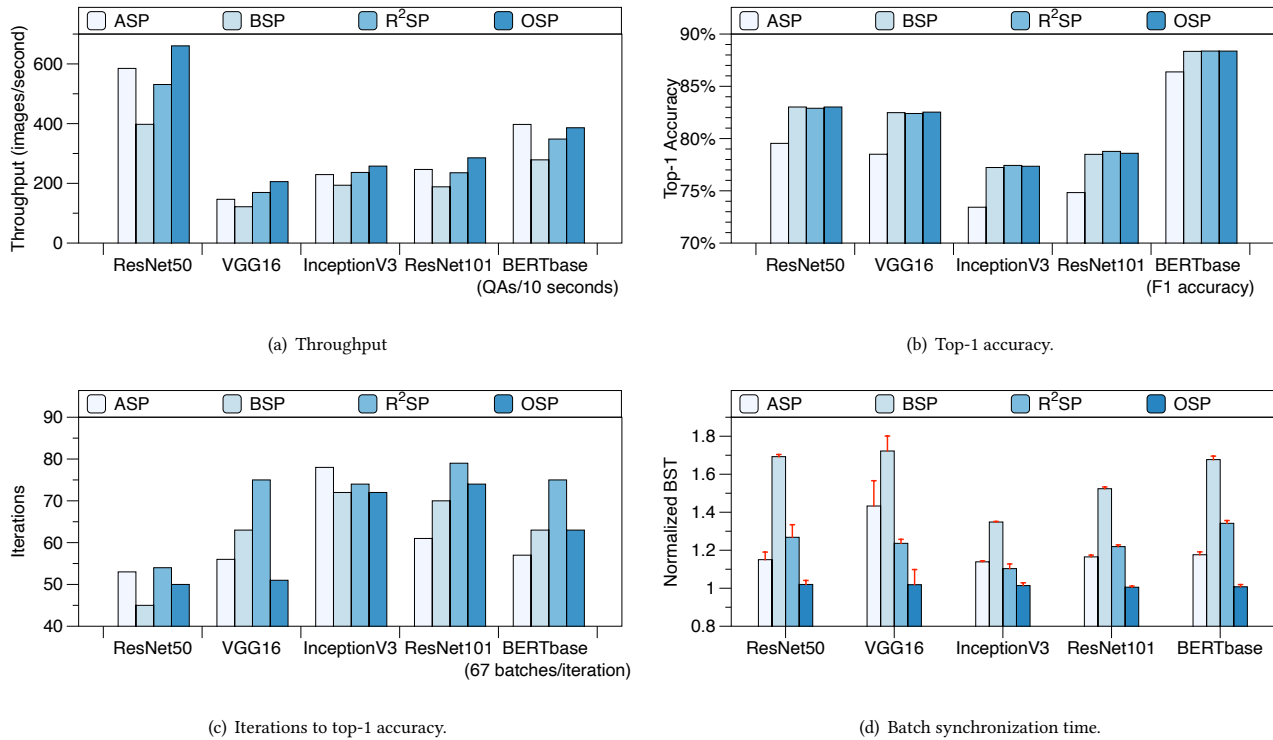 ASP BSP R²SP OSP
Throughput (images/second)
600
400
200
0
ResNet50 VGG16 InceptionV3 ResNet101 BERTbase
(QAs/10 seconds)
(a) Throughput
ASP BSP R²SP OSP
Top-1 Accuracy
90%
85%
80%
75%
70%
ResNet50 VGG16 InceptionV3 ResNet101 BERTbase
(F1 accuracy)
(b) Top-1 accuracy.
ASP BSP R²SP OSP
Iterations
90
80
70
60
50
40
ResNet50 VGG16 InceptionV3 ResNet101 BERTbase
(67 batches/iteration)
(c) Iterations to top-1 accuracy.
ASP BSP R²SP OSP
Normalized BST
1.8
1.6
1.4
1.2
1
0.8
ResNet50 VGG16 InceptionV3 ResNet101 BERTbase
(d) Batch synchronization time.